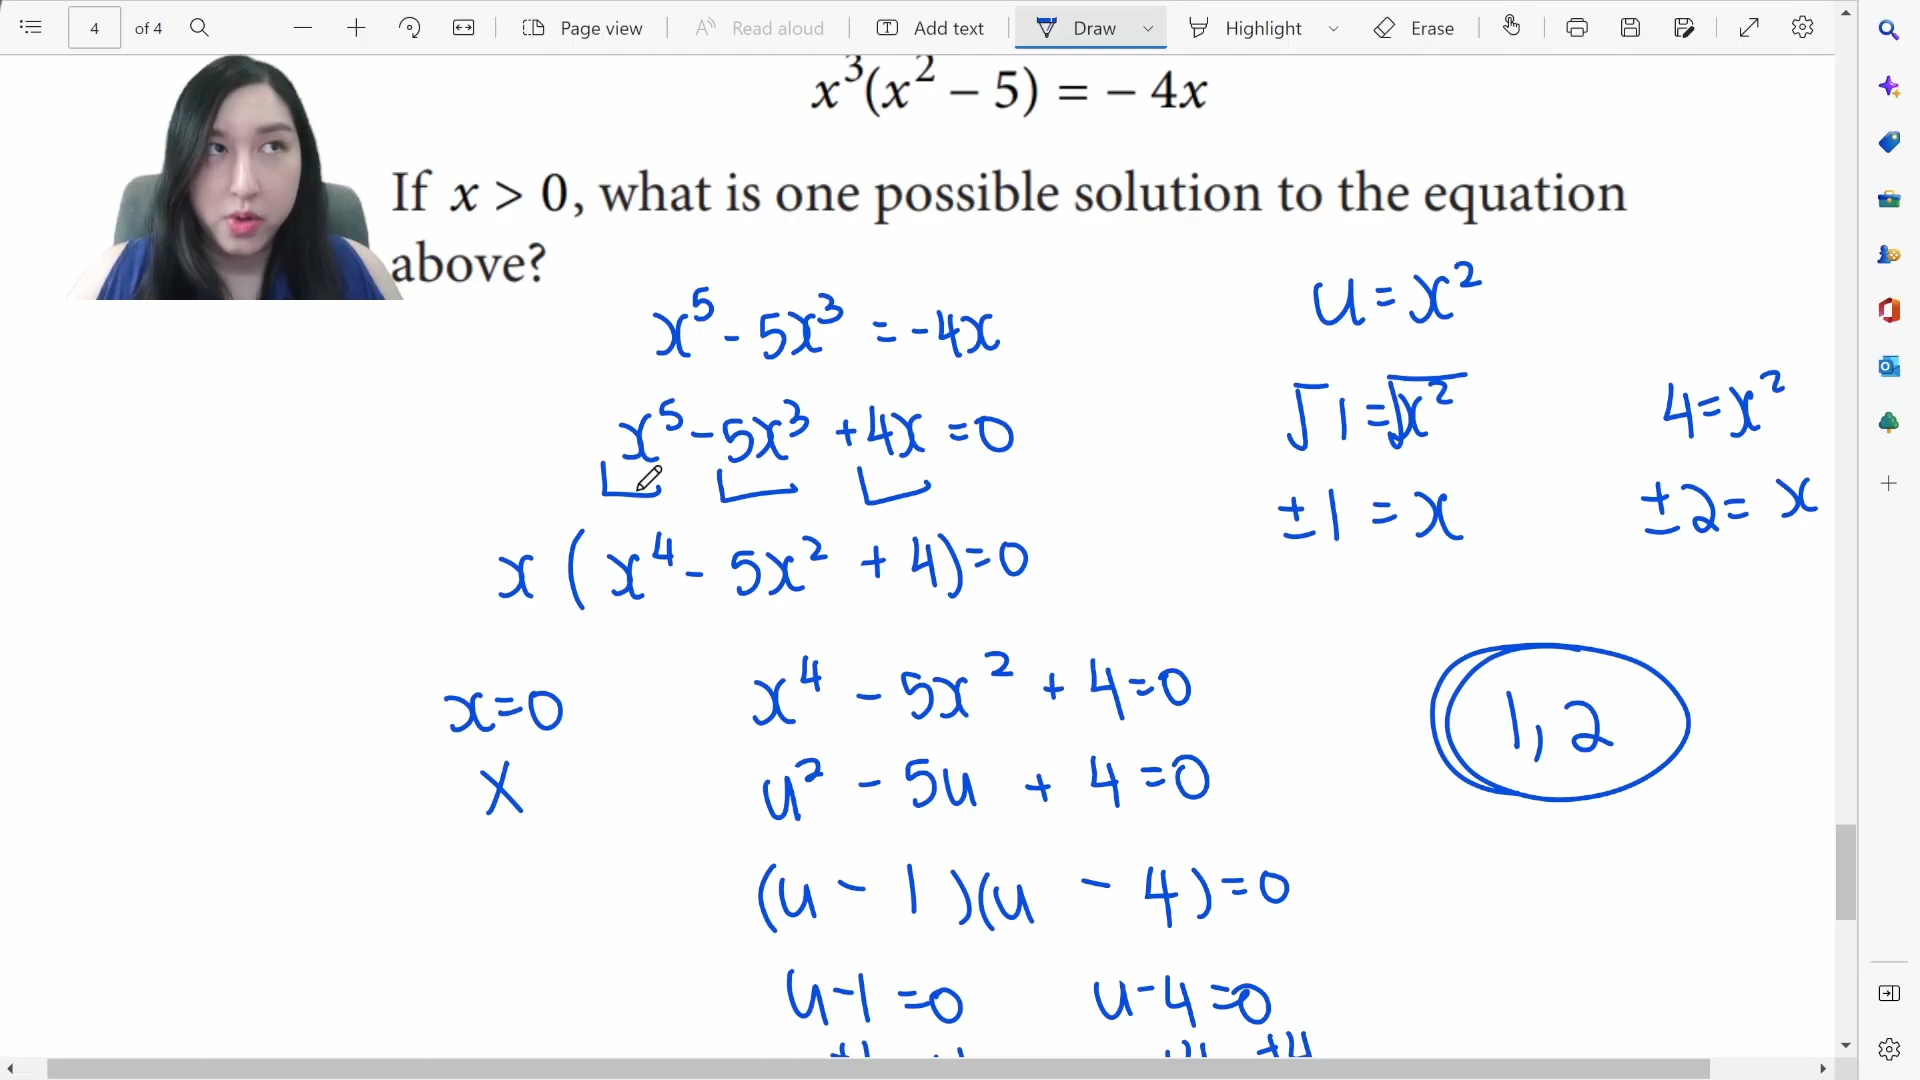 4 of 4 Page view Read aloud Add text Draw Highlight Erase
x³(x² – 5) = – 4x
If x > 0, what is one possible solution to the equation
above?
x⁵ - 5x³ = -4x
x⁵ - 5x³ + 4x = 0
x ( x⁴ - 5x² + 4) = 0
x = 0
X
x⁴ - 5x² + 4 = 0
u² - 5u + 4 = 0
(u - 1)(u - 4) = 0
u - 1 = 0 u - 4 = 0
+4
u = x²
√1 = √x²
±1 = x
4 = x²
±2 = x
1, 2